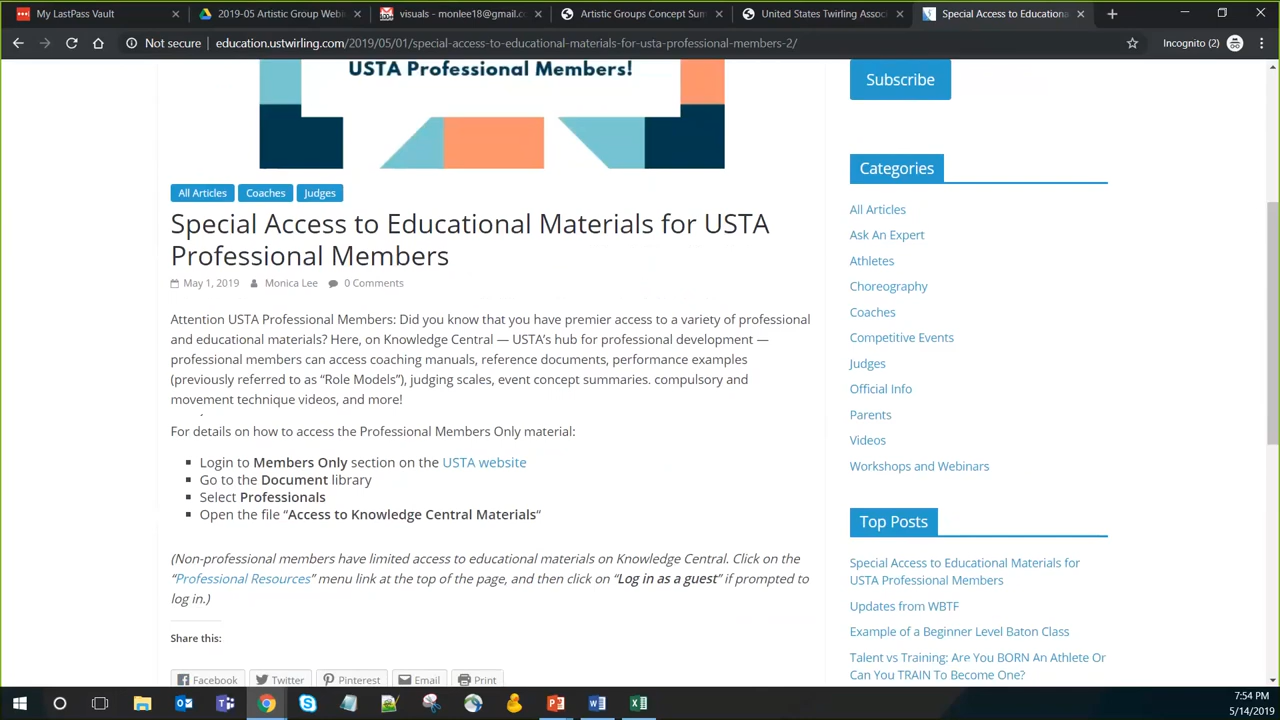 My LastPass Vault
2019-05 Artistic Group Webi
visuals - monlee18@gmail.c
Artistic Groups Concept Sum
United States Twirling Assoc
Special Access to Educationa
Not secure
education.ustwirling.com/2019/05/01/special-access-to-educational-materials-for-usta-professional-members-2/
Incognito (2)
USTA Professional Members!
All Articles
Coaches
Judges
Special Access to Educational Materials for USTA
Professional Members
May 1, 2019 Monica Lee 0 Comments
Attention USTA Professional Members: Did you know that you have premier access to a variety of professional
and educational materials? Here, on Knowledge Central — USTA's hub for professional development —
professional members can access coaching manuals, reference documents, performance examples
(previously referred to as “Role Models”), judging scales, event concept summaries. compulsory and
movement technique videos, and more!
For details on how to access the Professional Members Only material:
Login to Members Only section on the USTA website
Go to the Document library
Select Professionals
Open the file “Access to Knowledge Central Materials“
(Non-professional members have limited access to educational materials on Knowledge Central. Click on the
“Professional Resources” menu link at the top of the page, and then click on “Log in as a guest” if prompted to
log in.)
Share this:
Facebook
Twitter
Pinterest
Email
Print
Subscribe
Categories
All Articles
Ask An Expert
Athletes
Choreography
Coaches
Competitive Events
Judges
Official Info
Parents
Videos
Workshops and Webinars
Top Posts
Special Access to Educational Materials for
USTA Professional Members
Updates from WBTF
Example of a Beginner Level Baton Class
Talent vs Training: Are You BORN An Athlete Or
Can You TRAIN To Become One?
7:54 PM
5/14/2019